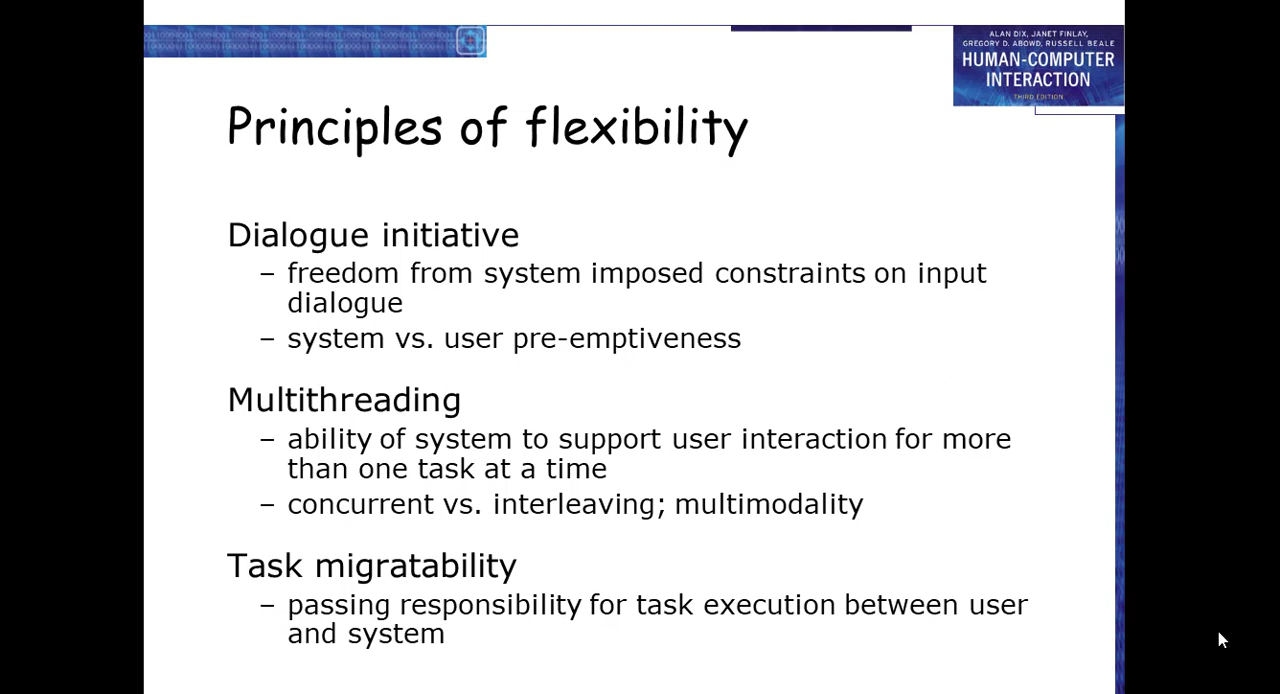 ALAN DIX, JANET FINLAY,
GREGORY D. ABOWD, RUSSELL BEALE
HUMAN-COMPUTER
INTERACTION
THIRD EDITION
Principles of flexibility
Dialogue initiative
– freedom from system imposed constraints on input
dialogue
– system vs. user pre-emptiveness
Multithreading
– ability of system to support user interaction for more
than one task at a time
– concurrent vs. interleaving; multimodality
Task migratability
– passing responsibility for task execution between user
and system